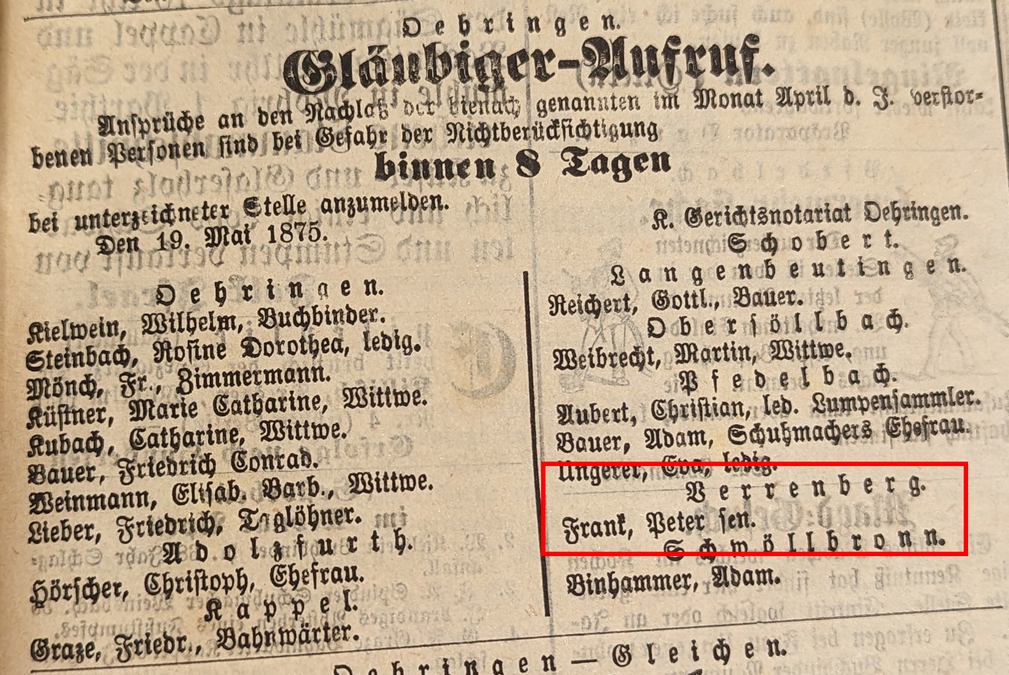 Oehringen.
Gläubiger-Aufruf.
Ansprüche an den Nachlaß der hienach genannten im Monat April d. J. verstor-
benen Personen sind bei Gefahr der Nichtberücksichtigung
binnen 8 Tagen
bei unterzeichneter Stelle anzumelden.
Den 19. Mai 1875.
K. Gerichtsnotariat Oehringen.
Schobert.
Oehringen.
Kielwein, Wilhelm, Buchbinder.
Steinbach, Rosine Dorothea, ledig.
Mönch, Fr., Zimmermann.
Küstner, Marie Catharine, Wittwe.
Kubach, Catharine, Wittwe.
Bauer, Friedrich Conrad.
Weinmann, Elisab. Barb., Wittwe.
Lieber, Friedrich, Taglöhner.
Adolzfurth.
Hörscher, Christoph, Ehefrau.
Kappel.
Graze, Friedr., Bahnwärter.
Langenbeutingen.
Reichert, Gottl., Bauer.
Obersöllbach.
Weibrecht, Martin, Wittwe.
Pfedelbach.
Aubert, Christian, led. Lumpensammler.
Bauer, Adam, Schuhmachers Ehefrau.
Ungerer, Eva, ledig.
Verrenberg.
Frank, Peter sen.
Schwöllbronn.
Binhammer, Adam.
Oehringen — Gleichen.